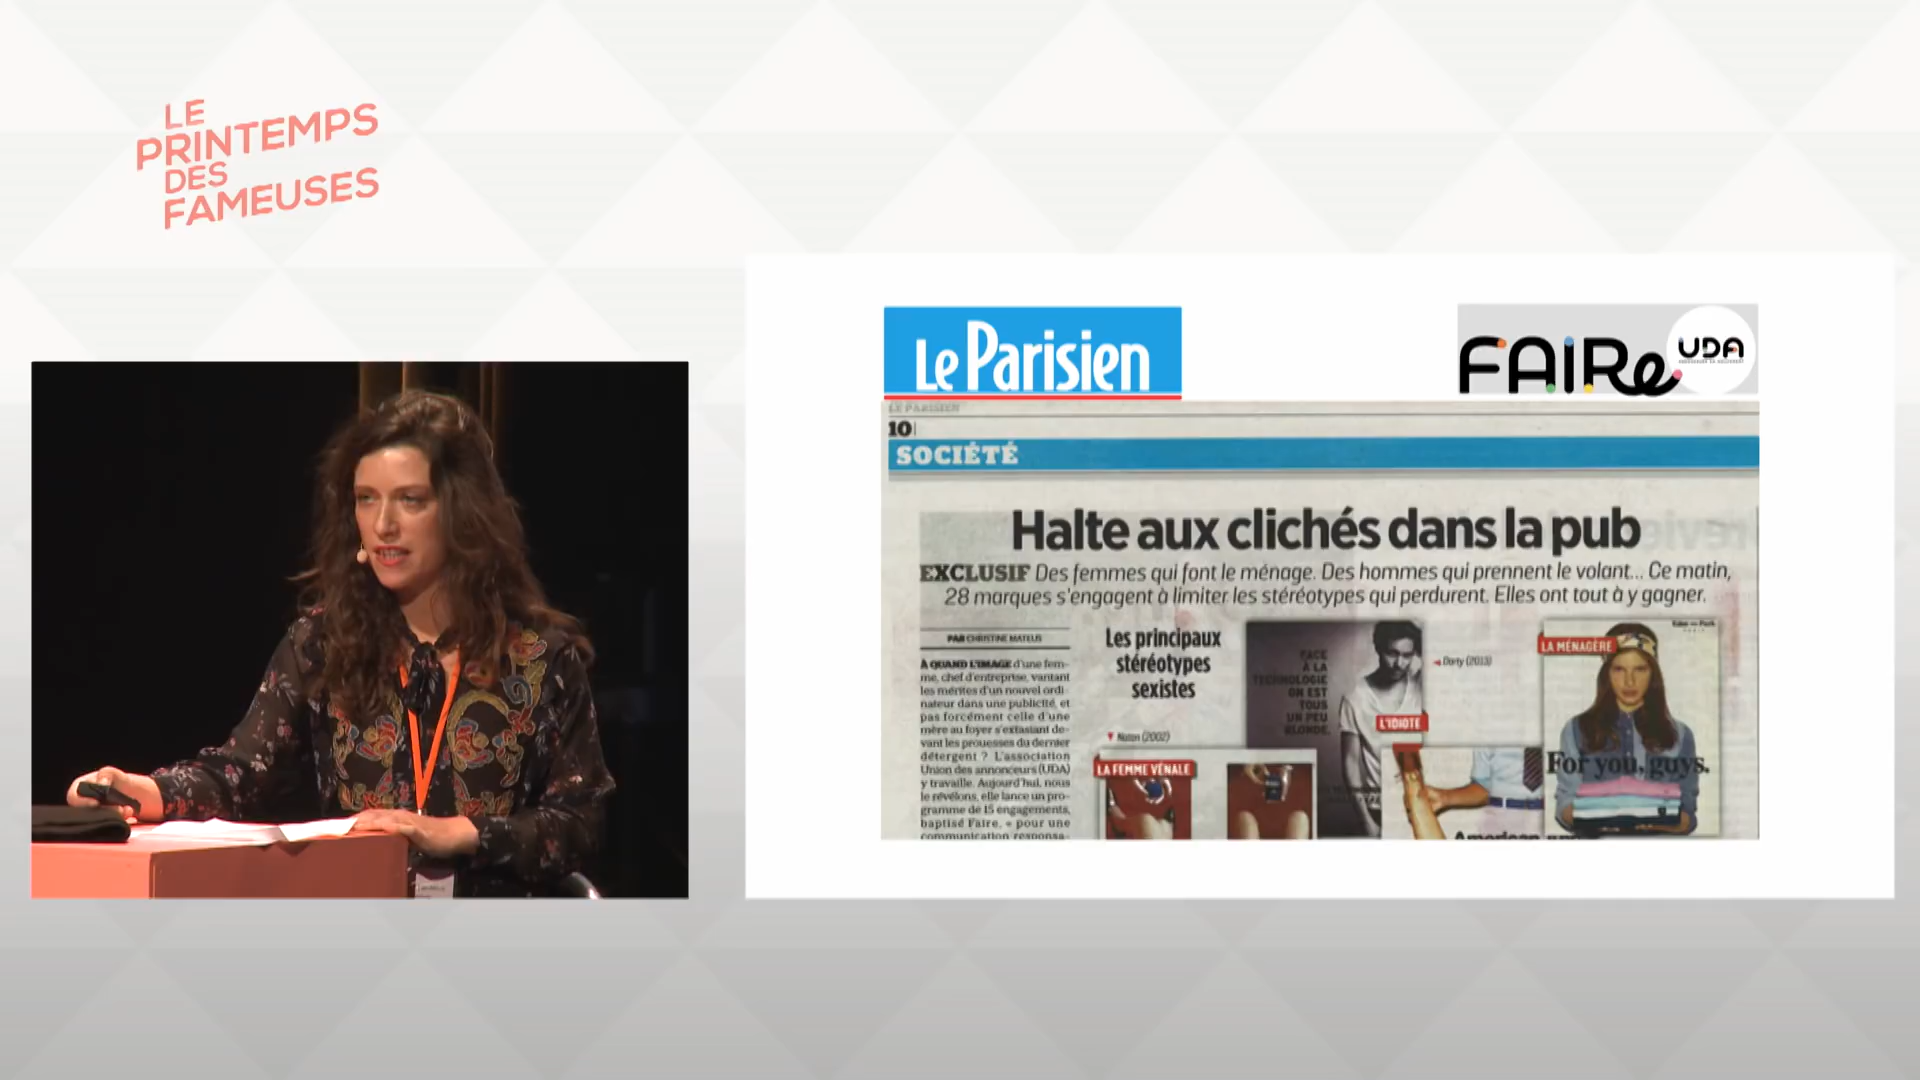 LE
PRINTEMPS
DES
FAMEUSES
Le Parisien
FAIRe
UDA
LE PARISIEN
10
SOCIÉTÉ
Halte aux clichés dans la pub
EXCLUSIF Des femmes qui font le ménage. Des hommes qui prennent le volant... Ce matin,
28 marques s'engagent à limiter les stéréotypes qui perdurent. Elles ont tout à y gagner.
PAR CHRISTINE MATEUS
À QUAND L'IMAGE d'une fem-
me, chef d'entreprise, vantant
les mérites d'un nouvel ordi-
nateur dans une publicité, et
pas forcément celle d'une
mère au foyer s'extasiant de-
vant les prouesses du dernier
détergent ? L'association
Union des annonceurs (UDA)
y travaille. Aujourd'hui, nous
le révélons, elle lance un pro-
gramme de 15 engagements,
baptisé Faire, « pour une
communication responsa-
Les principaux
stéréotypes
sexistes
FACE
À LA
TECHNOLOGIE
ON EST
TOUS
UN PEU
BLONDE.
Darty (2013)
L'IDIOTE
LA MÉNAGÈRE
For you, guys.
LA FEMME VÉNALE